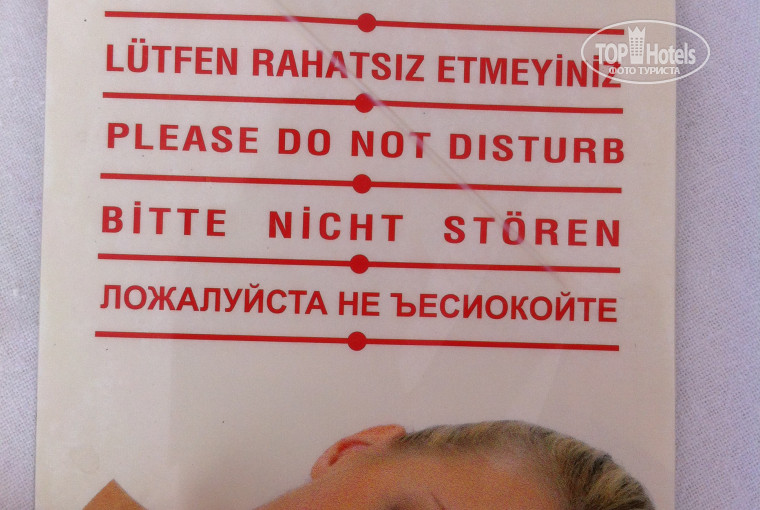 TOP Hotels
ФОТО ТУРИСТА
LÜTFEN RAHATSIZ ETMEYİNİZ
PLEASE DO NOT DISTURB
BİTTE NİCHT STÖREN
ЛОЖАЛУЙСТА НЕ ЪЕСИОКОЙТЕ